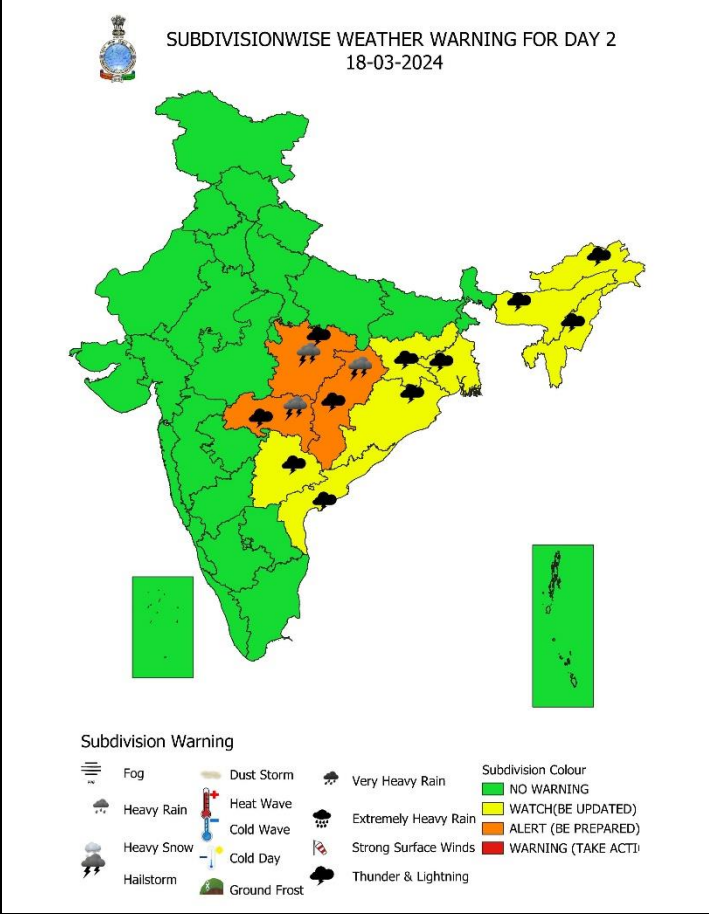 SUBDIVISIONWISE WEATHER WARNING FOR DAY 2
18-03-2024
Subdivision Warning
Fog
Heavy Rain
Heavy Snow
Hailstorm
Dust Storm
Heat Wave
Cold Wave
Cold Day
Ground Frost
Very Heavy Rain
Extremely Heavy Rain
Strong Surface Winds
Thunder & Lightning
Subdivision Colour
NO WARNING
WATCH(BE UPDATED)
ALERT (BE PREPARED)
WARNING (TAKE ACTI